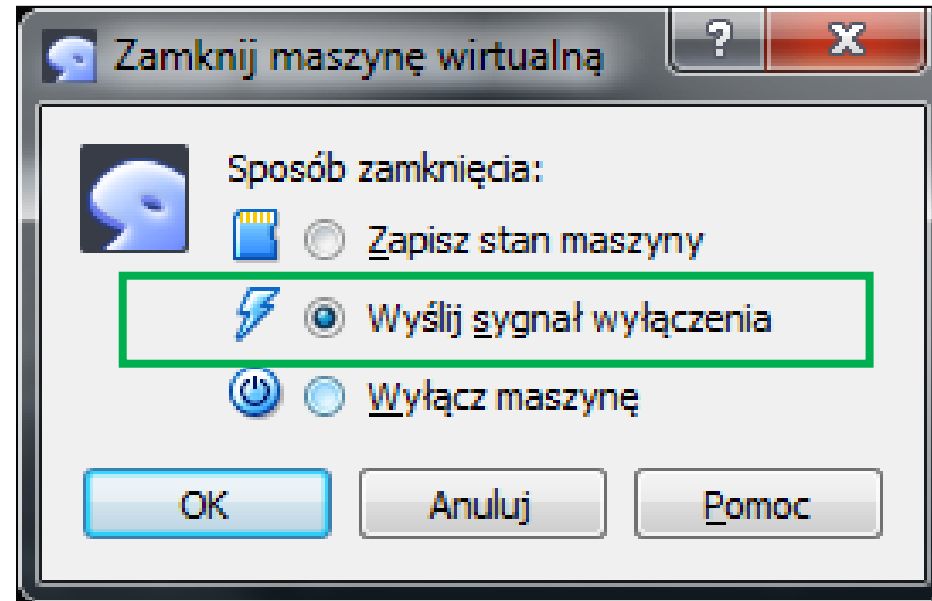 Zamknij maszynę wirtualną
Sposób zamknięcia:
Zapisz stan maszyny
Wyślij sygnał wyłączenia
Wyłącz maszynę
OK Anuluj Pomoc